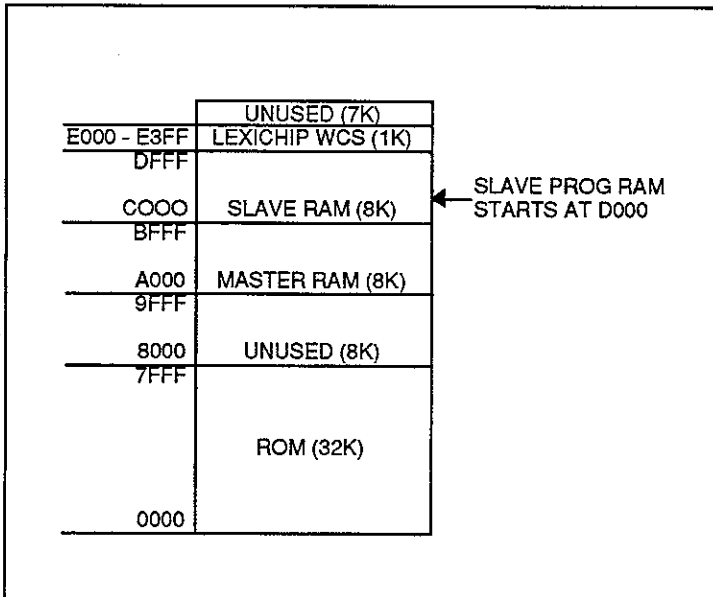 UNUSED (7K)
E000 - E3FF LEXICHIP WCS (1K)
DFFF
SLAVE PROG RAM
STARTS AT D000
COOO SLAVE RAM (8K)
BFFF
A000 MASTER RAM (8K)
9FFF
8000 UNUSED (8K)
7FFF
ROM (32K)
0000